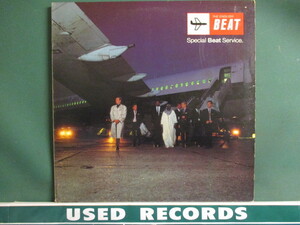 THE ENGLISH
BEAT
Special Beat Service.
USED RECORDS